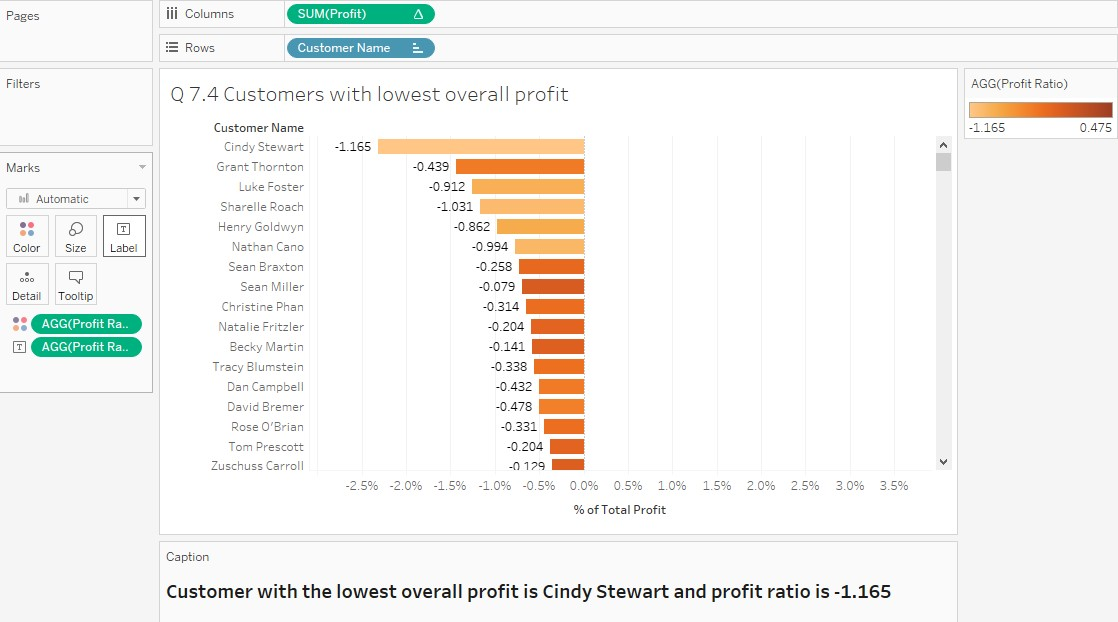 Pages
Columns
SUM(Profit)
Rows
Customer Name
Filters
Marks
Automatic
Color
Size
Label
Detail
Tooltip
AGG(Profit Ra..
AGG(Profit Ra..
Q 7.4 Customers with lowest overall profit
Customer Name
Cindy Stewart -1.165
Grant Thornton -0.439
Luke Foster -0.912
Sharelle Roach -1.031
Henry Goldwyn -0.862
Nathan Cano -0.994
Sean Braxton -0.258
Sean Miller -0.079
Christine Phan -0.314
Natalie Fritzler -0.204
Becky Martin -0.141
Tracy Blumstein -0.338
Dan Campbell -0.432
David Bremer -0.478
Rose O'Brian -0.331
Tom Prescott -0.204
Zuschuss Carroll -0.129
-2.5% -2.0% -1.5% -1.0% -0.5% 0.0% 0.5% 1.0% 1.5% 2.0% 2.5% 3.0% 3.5%
% of Total Profit
AGG(Profit Ratio)
-1.165 0.475
Caption
Customer with the lowest overall profit is Cindy Stewart and profit ratio is -1.165